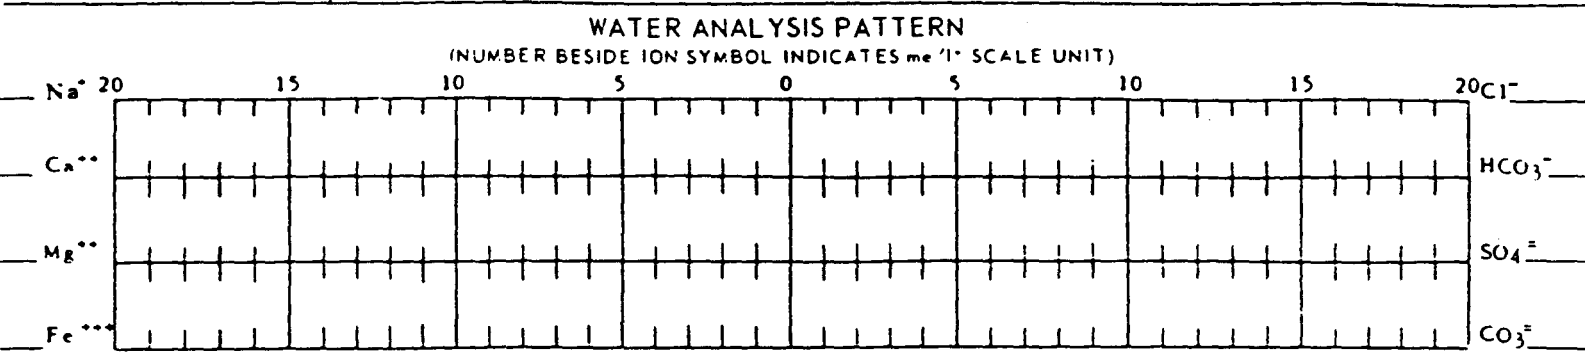 WATER ANALYSIS PATTERN
(NUMBER BESIDE ION SYMBOL INDICATES me/l* SCALE UNIT)
Na⁺ 20 15 10 5 0 5 10 15 20 Cl⁻
Ca⁺⁺ HCO₃⁻
Mg⁺⁺ SO₄⁼
Fe⁺⁺⁺ CO₃⁼